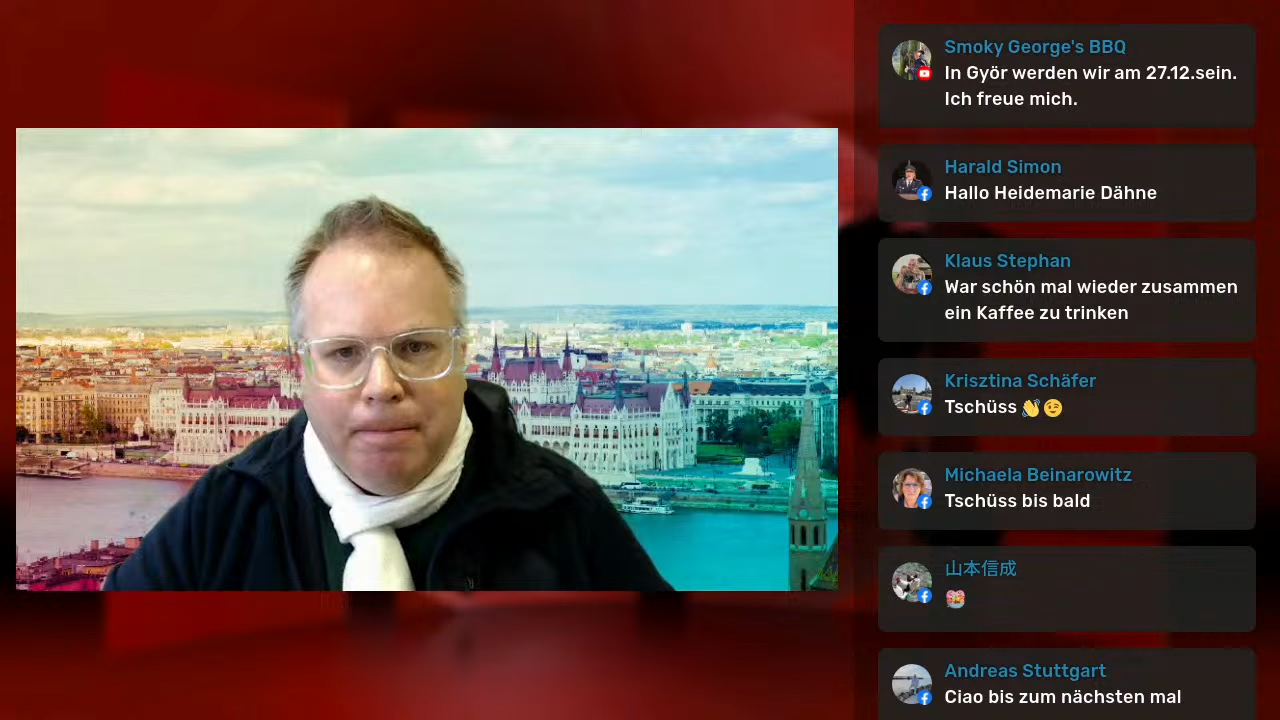 Smoky George's BBQ
In Györ werden wir am 27.12.sein.
Ich freue mich.
Harald Simon
Hallo Heidemarie Dähne
Klaus Stephan
War schön mal wieder zusammen
ein Kaffee zu trinken
Krisztina Schäfer
Tschüss 👋😉
Michaela Beinarowitz
Tschüss bis bald
山本信成
Andreas Stuttgart
Ciao bis zum nächsten mal